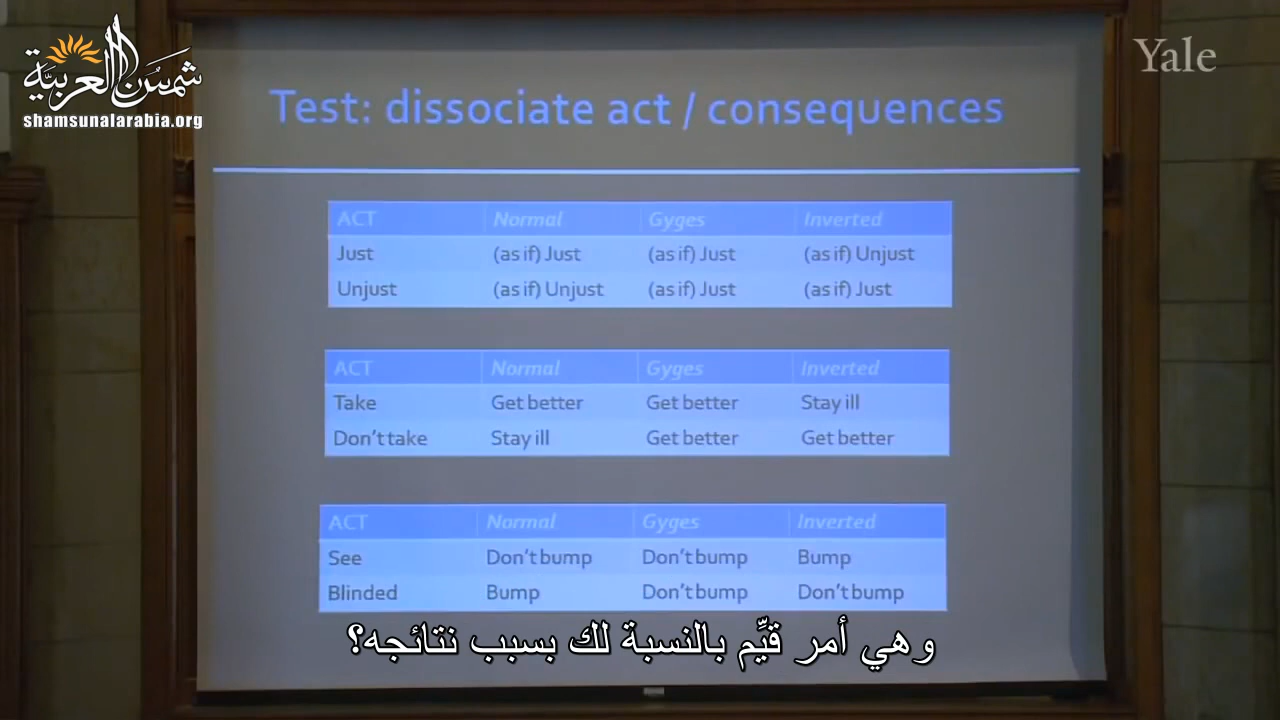 شمس العربية
shamsunalarabia.org
Yale
Test: dissociate act / consequences
ACT Normal Gyges Inverted
Just (as if) Just (as if) Just (as if) Unjust
Unjust (as if) Unjust (as if) Just (as if) Just
ACT Normal Gyges Inverted
Take Get better Get better Stay ill
Don't take Stay ill Get better Get better
ACT Normal Gyges Inverted
See Don't bump Don't bump Bump
Blinded Bump Don't bump Don't bump
وهي أمر قيِّم بالنسبة لك بسبب نتائجه؟